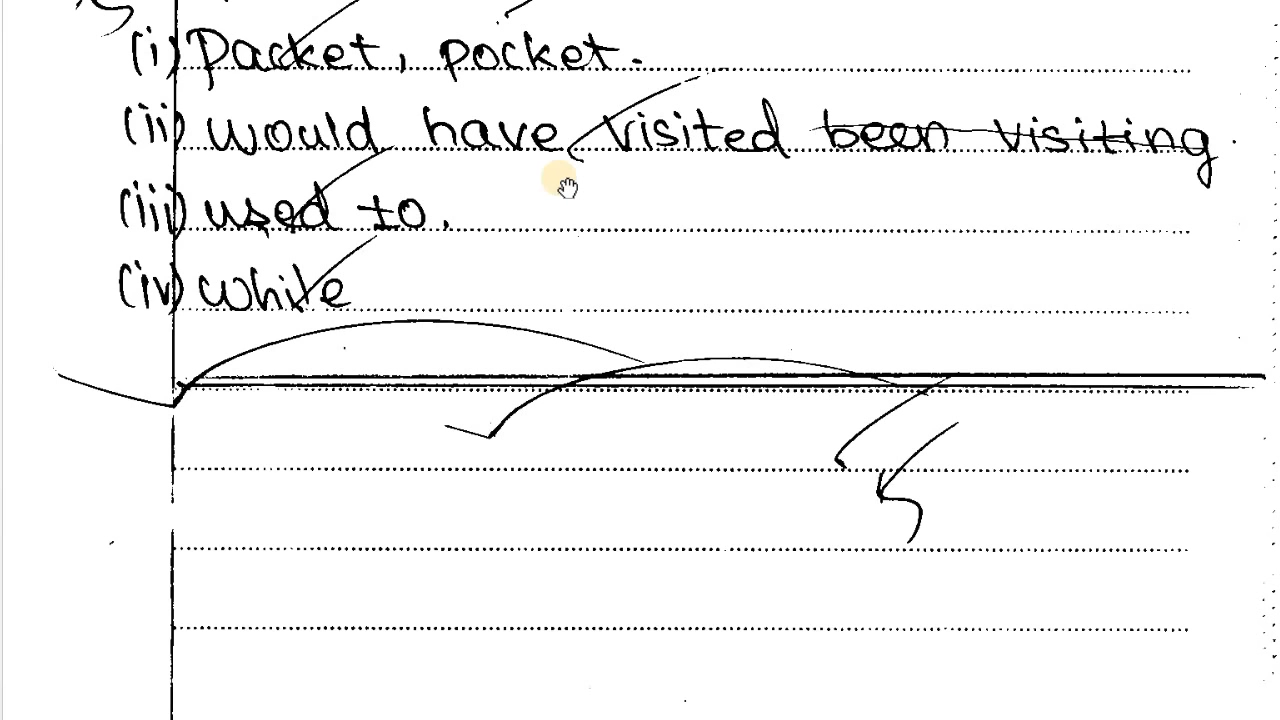 (i) Packet, pocket.
(ii) would have visited been visiting.
(iii) used to.
(iv) white